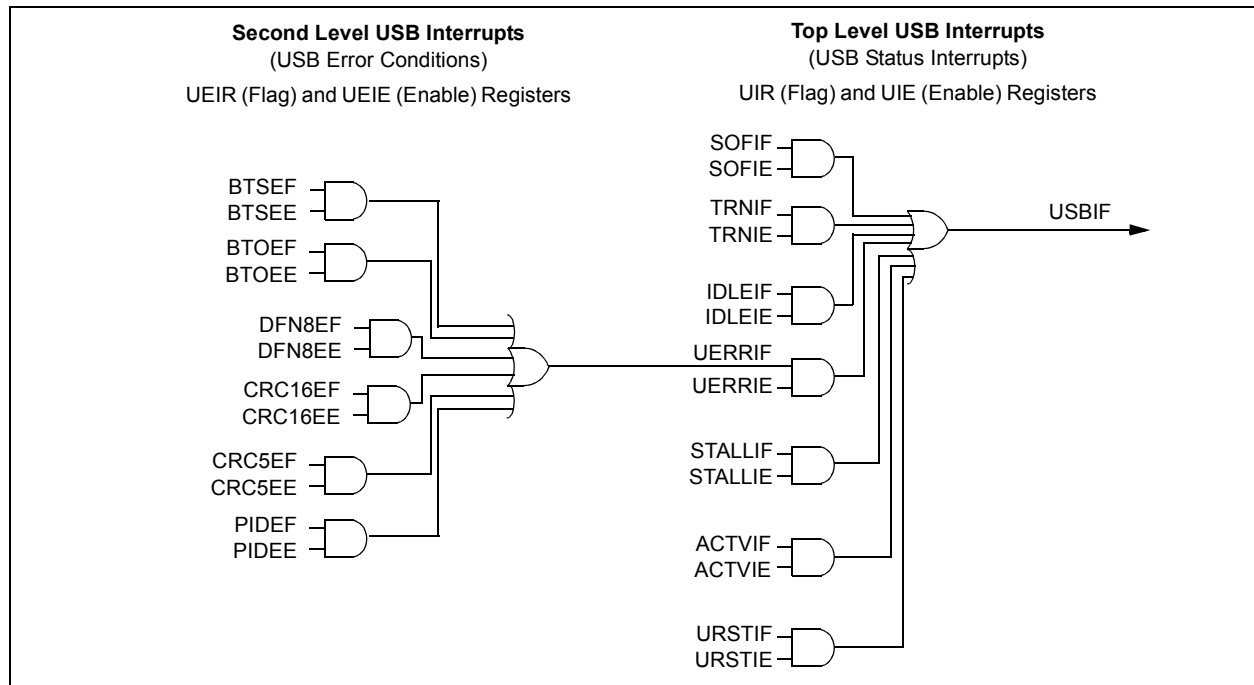 Second Level USB Interrupts
(USB Error Conditions)
UEIR (Flag) and UEIE (Enable) Registers
BTSEF
BTSEE
BTOEF
BTOEE
DFN8EF
DFN8EE
CRC16EF
CRC16EE
CRC5EF
CRC5EE
PIDEF
PIDEE
Top Level USB Interrupts
(USB Status Interrupts)
UIR (Flag) and UIE (Enable) Registers
SOFIF
SOFIE
TRNIF
TRNIE
IDLEIF
IDLEIE
UERRIF
UERRIE
STALLIF
STALLIE
ACTVIF
ACTVIE
URSTIF
URSTIE
USBIF